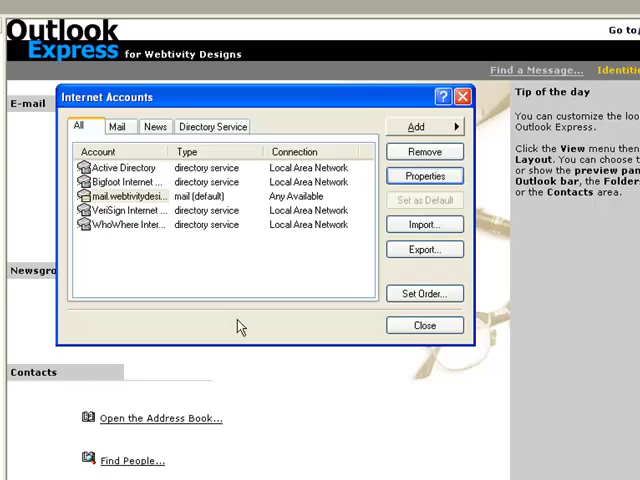 Outlook
Express for Webtivity Designs
Go to
Find a Message... Identiti
E-mail
Internet Accounts
All Mail News Directory Service
Account Type Connection
Active Directory directory service Local Area Network
Bigfoot Internet ... directory service Local Area Network
mail.webtivitydesi... mail (default) Any Available
VeriSign Internet ... directory service Local Area Network
WhoWhere Inter... directory service Local Area Network
Add
Remove
Properties
Set as Default
Import...
Export...
Set Order...
Close
Tip of the day
You can customize the loo
Outlook Express.
Click the View menu then
Layout. You can choose t
or show the preview pan
Outlook bar, the Folder
or the Contacts area.
Newsgro
Contacts
Open the Address Book...
Find People...